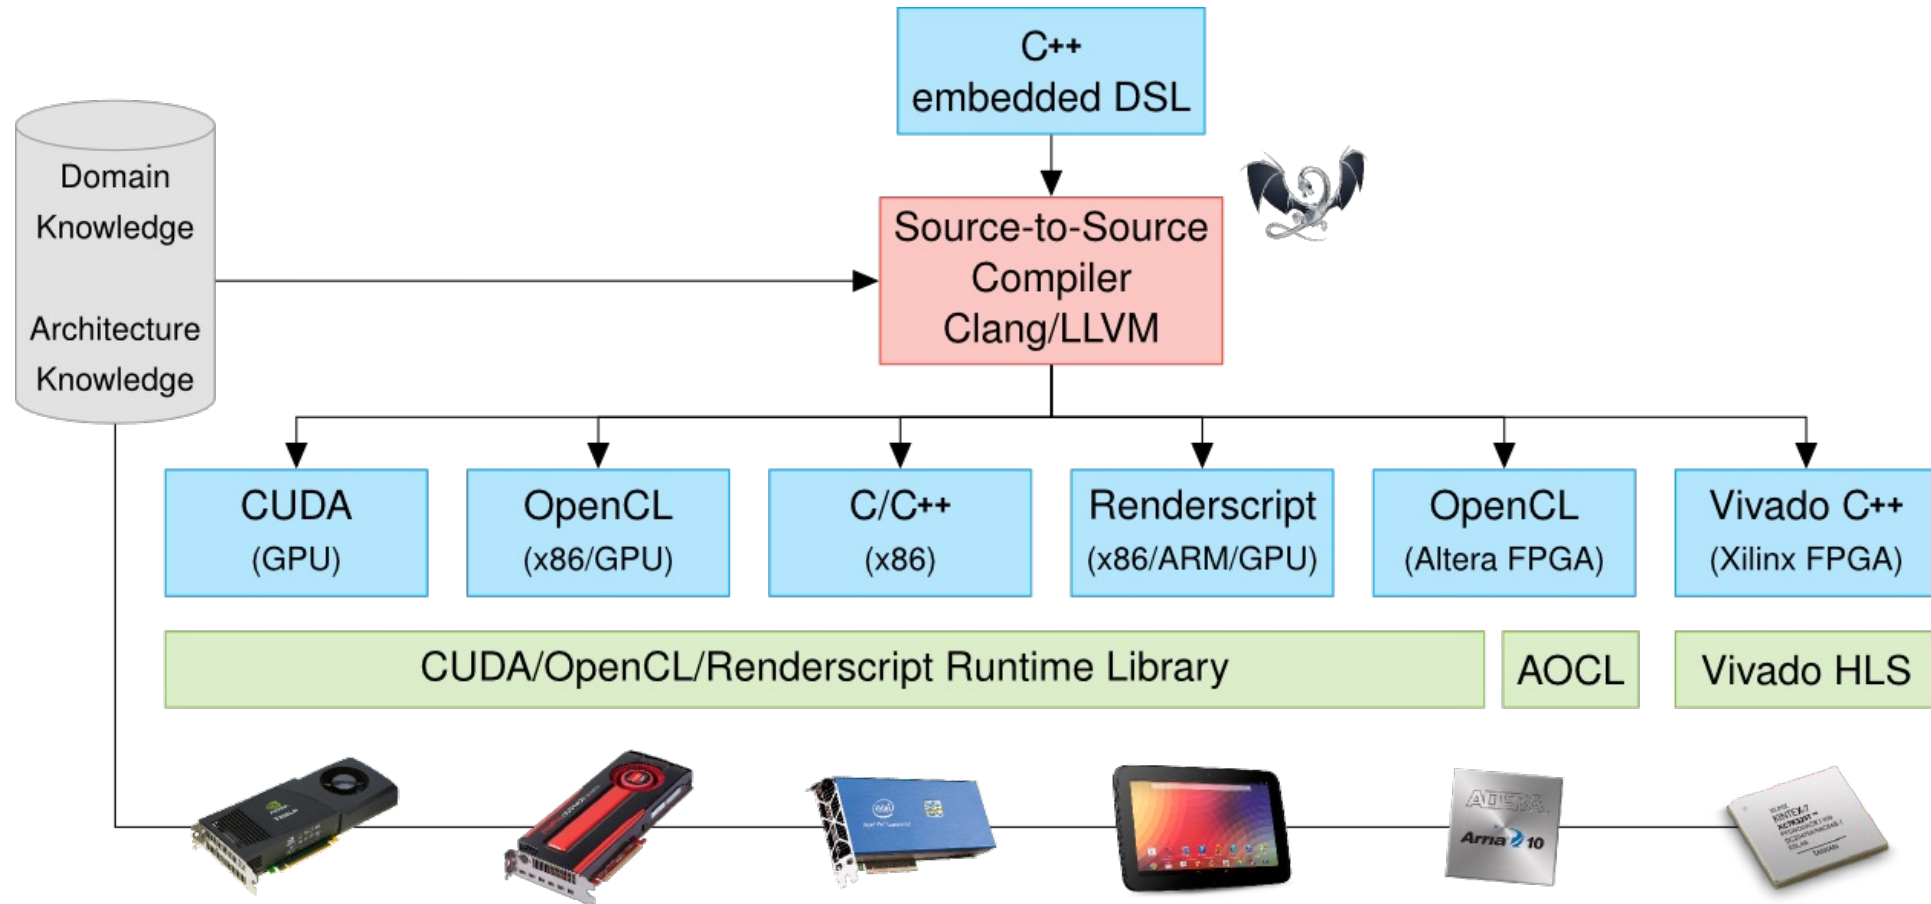 C++
embedded DSL
Domain
Knowledge
Architecture
Knowledge
Source-to-Source
Compiler
Clang/LLVM
CUDA
(GPU)
OpenCL
(x86/GPU)
C/C++
(x86)
Renderscript
(x86/ARM/GPU)
OpenCL
(Altera FPGA)
Vivado C++
(Xilinx FPGA)
CUDA/OpenCL/Renderscript Runtime Library
AOCL
Vivado HLS
ALTERA
Arria 10
KINTEX-7